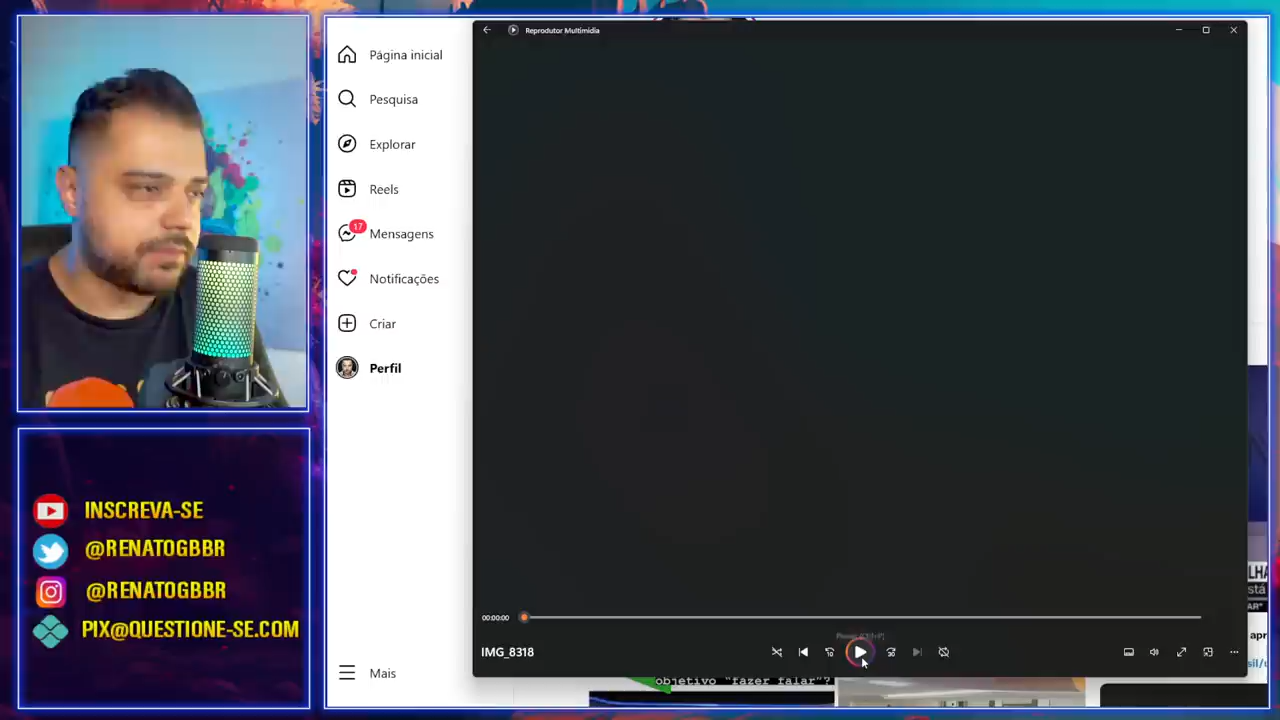 Reprodutor Multimídia
Página inicial
Pesquisa
Explorar
Reels
17
Mensagens
Notificações
Criar
Perfil
Mais
00:00:00
IMG_8318
objetivo "fazer falar"?
INSCREVA-SE
@RENATOGBBR
@RENATOGBBR
PIX@QUESTIONE-SE.COM